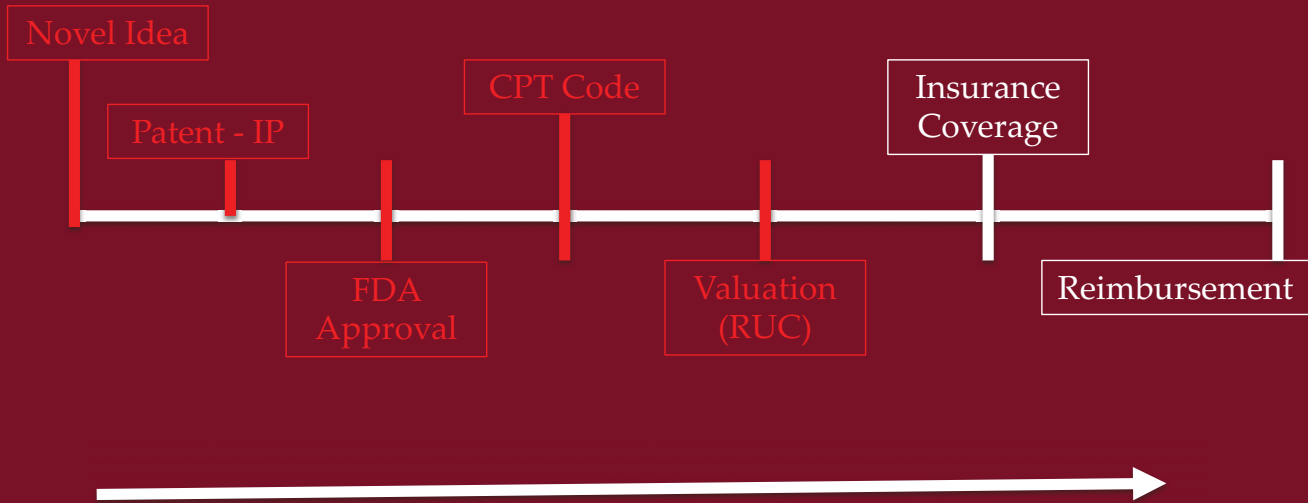 Novel Idea
Patent - IP
FDA
Approval
CPT Code
Valuation
(RUC)
Insurance
Coverage
Reimbursement